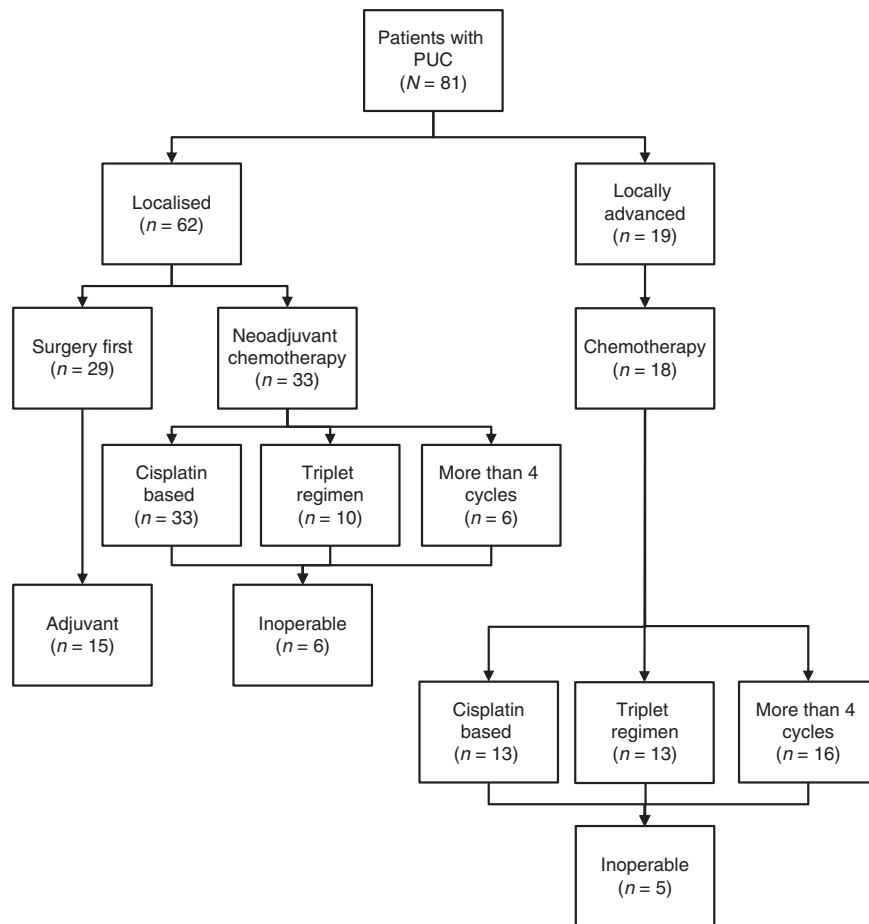 Patients with
PUC
(N = 81)
Localised
(n = 62)
Locally
advanced
(n = 19)
Surgery first
(n = 29)
Neoadjuvant
chemotherapy
(n = 33)
Chemotherapy
(n = 18)
Cisplatin
based
(n = 33)
Triplet
regimen
(n = 10)
More than 4
cycles
(n = 6)
Adjuvant
(n = 15)
Inoperable
(n = 6)
Cisplatin
based
(n = 13)
Triplet
regimen
(n = 13)
More than 4
cycles
(n = 16)
Inoperable
(n = 5)